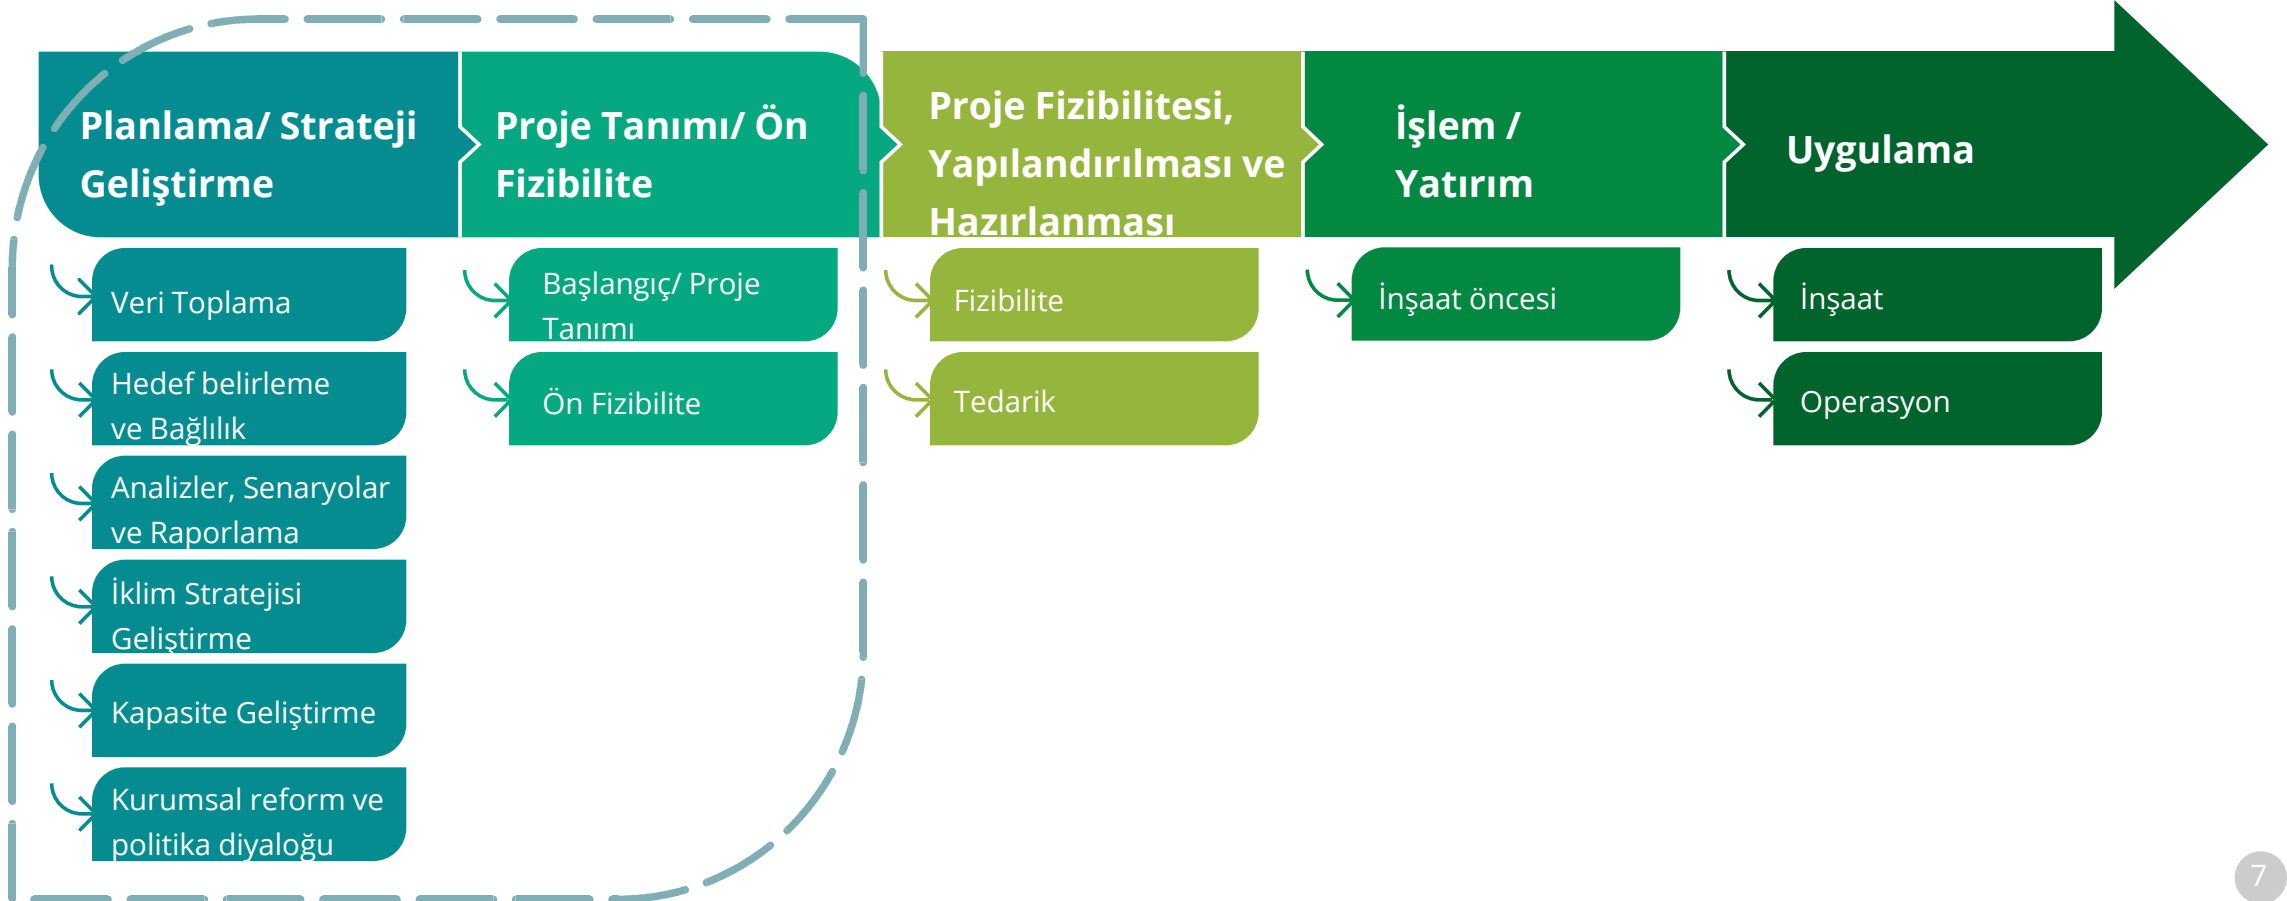 Planlama/ Strateji
Geliştirme
Proje Tanımı/ Ön
Fizibilite
Proje Fizibilitesi,
Yapılandırılması ve
Hazırlanması
İşlem /
Yatırım
Uygulama
Veri Toplama
Hedef belirleme
ve Bağlılık
Analizler, Senaryolar
ve Raporlama
İklim Stratejisi
Geliştirme
Kapasite Geliştirme
Kurumsal reform ve
politika diyaloğu
Başlangıç/ Proje
Tanımı
Ön Fizibilite
Fizibilite
Tedarik
İnşaat öncesi
İnşaat
Operasyon
7